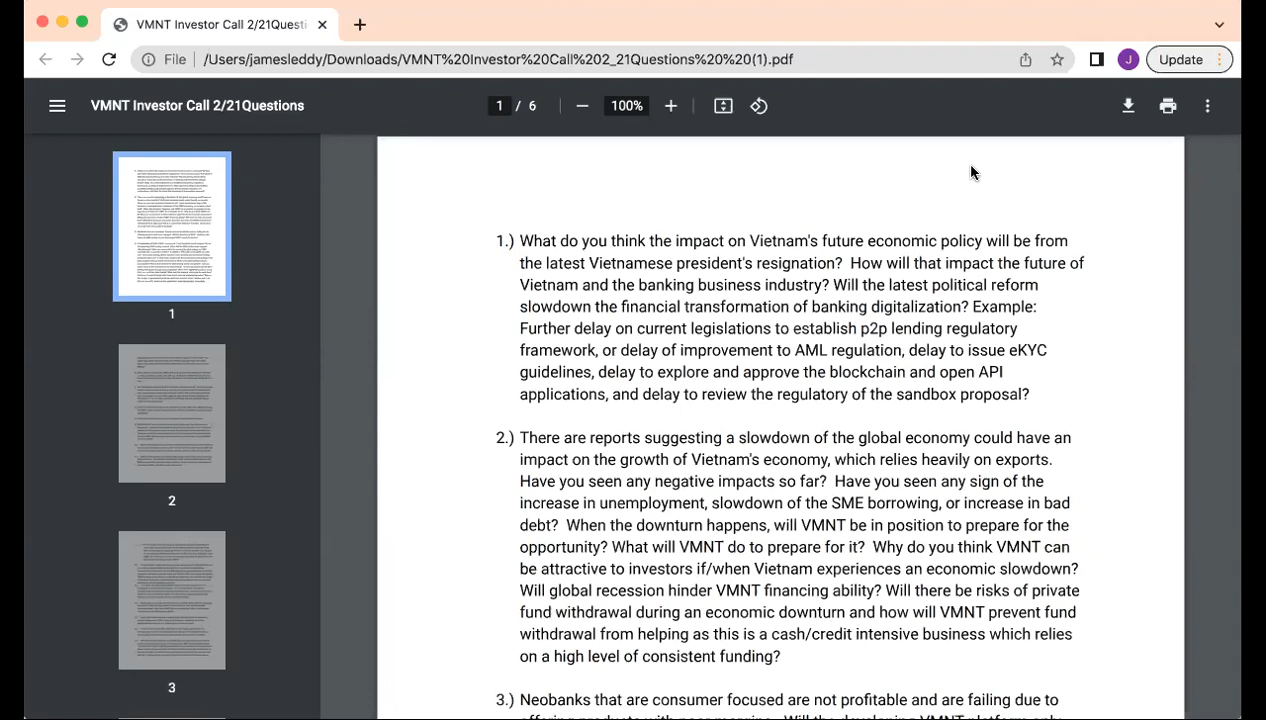 VMNT Investor Call 2/21Questi
File
/Users/jamesleddy/Downloads/VMNT%20Investor%20Call%202_21Questions%20%20(1).pdf
J
Update
VMNT Investor Call 2/21Questions
1 / 6
100%
1
2
3
1.) What do you think the impact on Vietnam's future economic policy will be from
the latest Vietnamese president's resignation? How will that impact the future of
Vietnam and the banking business industry? Will the latest political reform
slowdown the financial transformation of banking digitalization? Example:
Further delay on current legislations to establish p2p lending regulatory
framework, or delay of improvement to AML regulation, delay to issue eKYC
guidelines, delay to explore and approve the blockchain and open API
applications, and delay to review the regulatory of the sandbox proposal?
2.) There are reports suggesting a slowdown of the global economy could have an
impact on the growth of Vietnam's economy, which relies heavily on exports.
Have you seen any negative impacts so far? Have you seen any sign of the
increase in unemployment, slowdown of the SME borrowing, or increase in bad
debt? When the downturn happens, will VMNT be in position to prepare for the
opportunity? What will VMNT do to prepare for it? Why do you think VMNT can
be attractive to investors if/when Vietnam expands an economic slowdown?
Will global recession hinder VMNT financing ability? Will there be risks of private
fund withdrawal during an economic downturn and how will VMNT prevent fund
withdrawal from helping as this is a cash/credit intensive business which relies
on a high level of consistent funding?
3.) Neobanks that are consumer focused are not profitable and are failing due to